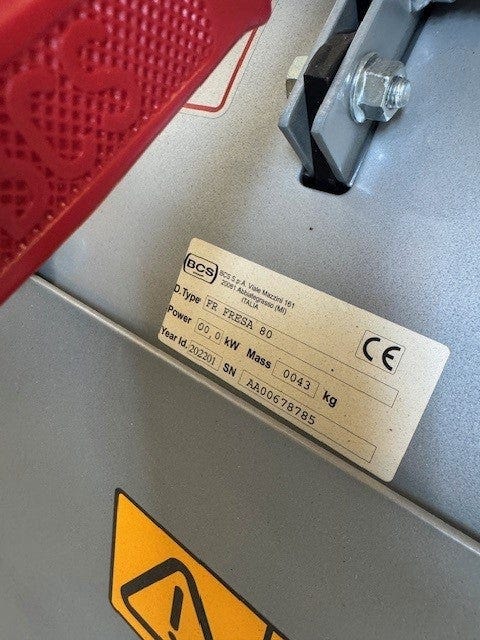 BCS
BCS
BCS S.p.A. Viale Mazzini 161
20081 Abbiategrasso (MI)
ITALIA
D.Type FR FRESA 80
Power 00,0 kW Mass 0043 kg
Year id. 202201 SN AA00678785
CE